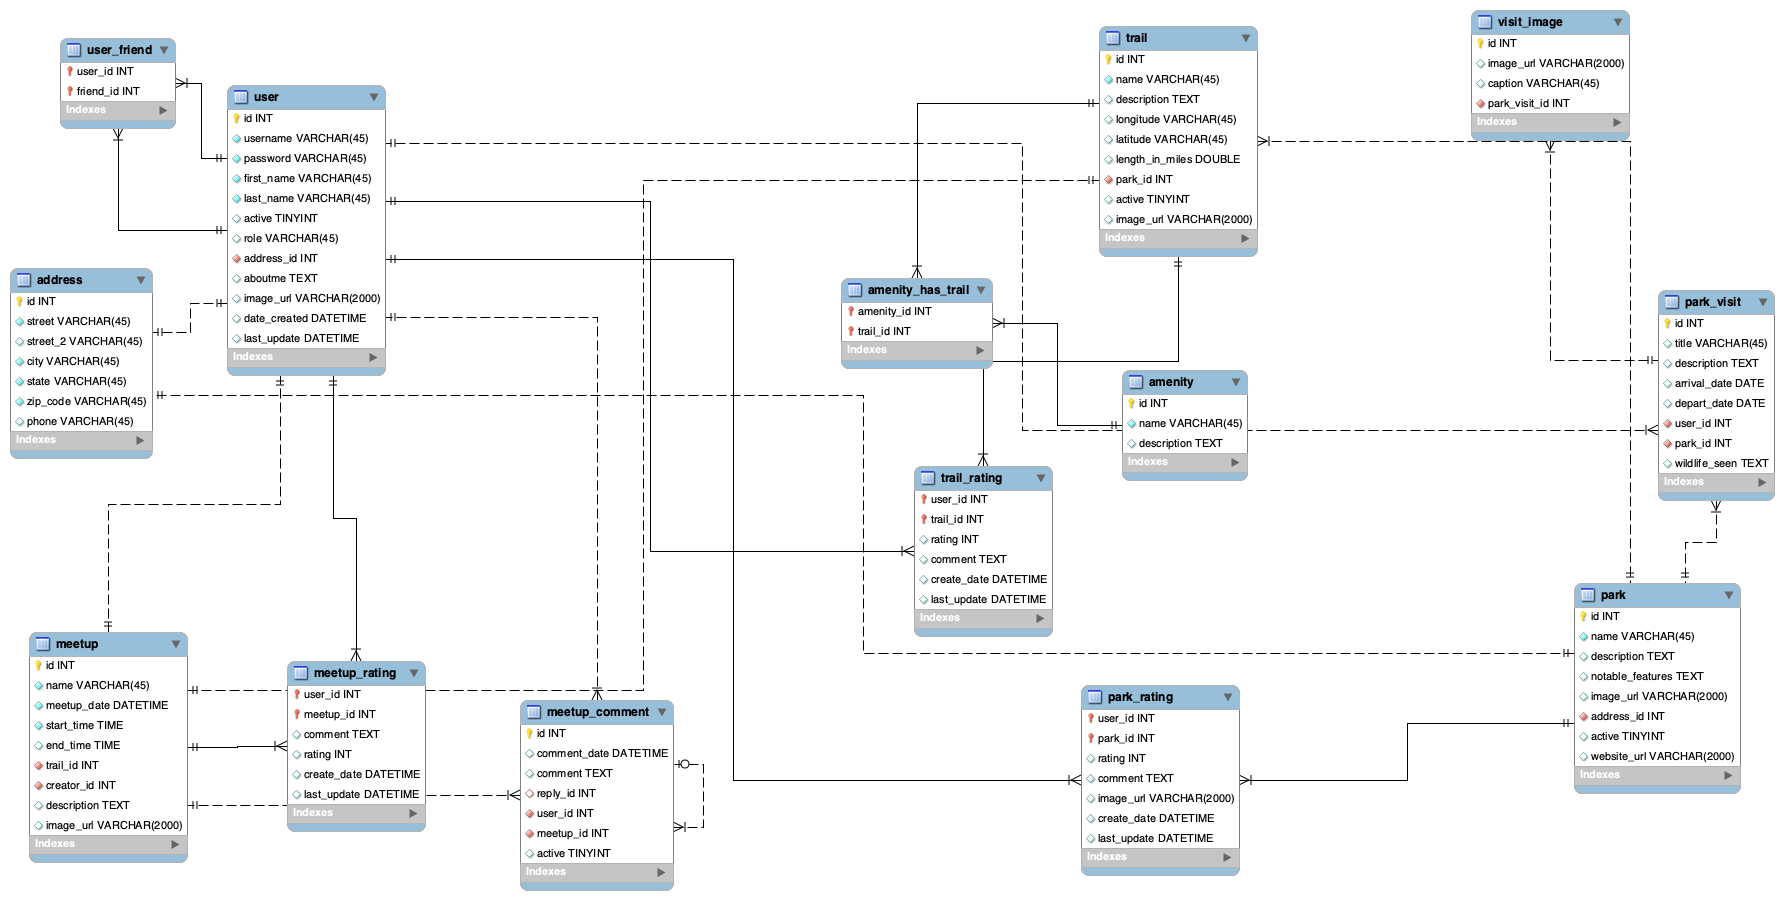 user_friend
user_id INT
friend_id INT
Indexes
user
id INT
username VARCHAR(45)
password VARCHAR(45)
first_name VARCHAR(45)
last_name VARCHAR(45)
active TINYINT
role VARCHAR(45)
address_id INT
aboutme TEXT
image_url VARCHAR(2000)
date_created DATETIME
last_update DATETIME
Indexes
address
id INT
street VARCHAR(45)
street_2 VARCHAR(45)
city VARCHAR(45)
state VARCHAR(45)
zip_code VARCHAR(45)
phone VARCHAR(45)
Indexes
trail
id INT
name VARCHAR(45)
description TEXT
longitude VARCHAR(45)
latitude VARCHAR(45)
length_in_miles DOUBLE
park_id INT
active TINYINT
image_url VARCHAR(2000)
Indexes
visit_image
id INT
image_url VARCHAR(2000)
caption VARCHAR(45)
park_visit_id INT
Indexes
amenity_has_trail
amenity_id INT
trail_id INT
Indexes
amenity
id INT
name VARCHAR(45)
description TEXT
Indexes
park_visit
id INT
title VARCHAR(45)
description TEXT
arrival_date DATE
depart_date DATE
user_id INT
park_id INT
wildlife_seen TEXT
Indexes
trail_rating
user_id INT
trail_id INT
rating INT
comment TEXT
create_date DATETIME
last_update DATETIME
Indexes
park
id INT
name VARCHAR(45)
description TEXT
notable_features TEXT
image_url VARCHAR(2000)
address_id INT
active TINYINT
website_url VARCHAR(2000)
Indexes
meetup
id INT
name VARCHAR(45)
meetup_date DATETIME
start_time TIME
end_time TIME
trail_id INT
creator_id INT
description TEXT
image_url VARCHAR(2000)
Indexes
meetup_rating
user_id INT
meetup_id INT
comment TEXT
rating INT
create_date DATETIME
last_update DATETIME
Indexes
meetup_comment
id INT
comment_date DATETIME
comment TEXT
reply_id INT
user_id INT
meetup_id INT
active TINYINT
Indexes
park_rating
user_id INT
park_id INT
rating INT
comment TEXT
image_url VARCHAR(2000)
create_date DATETIME
last_update DATETIME
Indexes